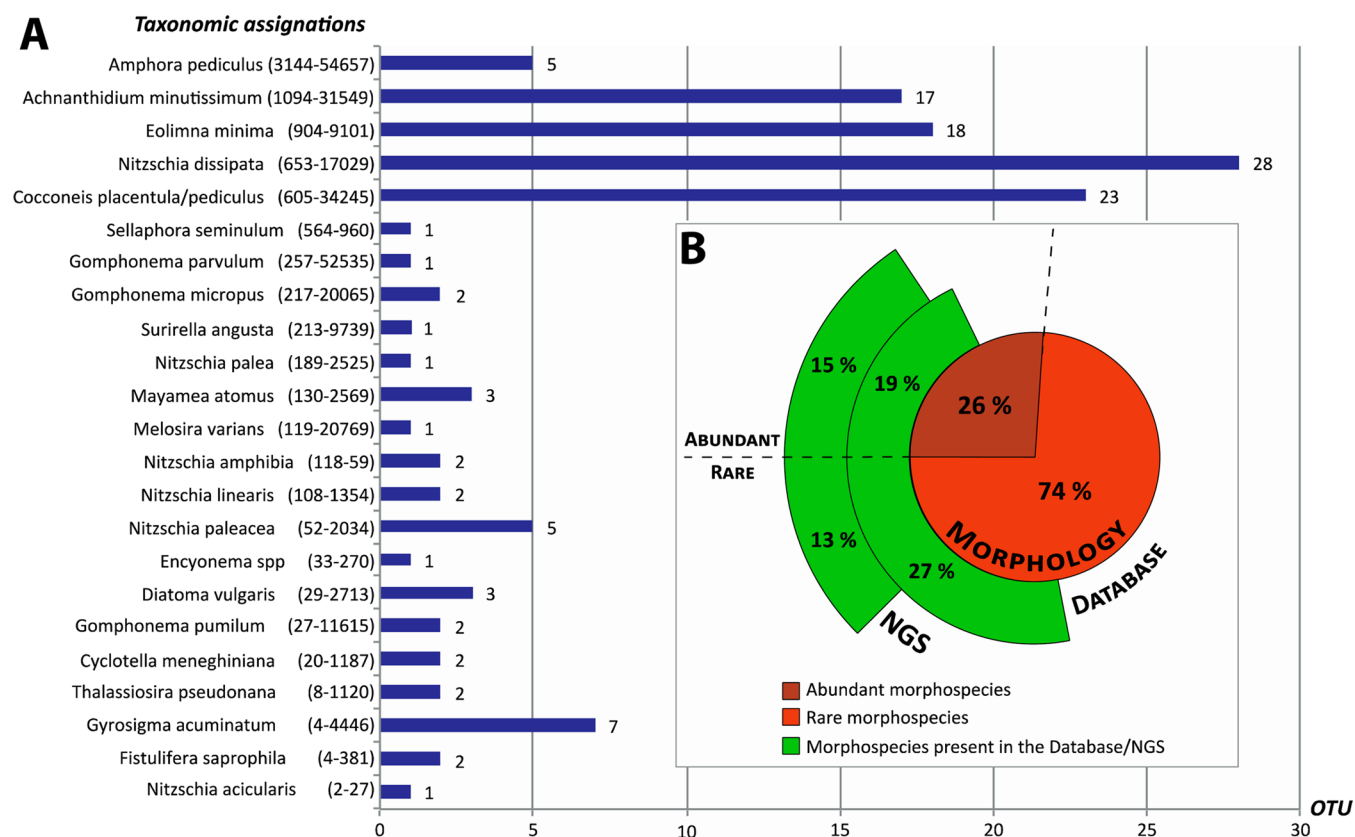 A
Taxonomic assignations
Amphora pediculus (3144-54657) 5
Achnanthidium minutissimum (1094-31549) 17
Eolimna minima (904-9101) 18
Nitzschia dissipata (653-17029) 28
Cocconeis placentula/pediculus (605-34245) 23
Sellaphora seminulum (564-960) 1
Gomphonema parvulum (257-52535) 1
Gomphonema micropus (217-20065) 2
Surirella angusta (213-9739) 1
Nitzschia palea (189-2525) 1
Mayamea atomus (130-2569) 3
Melosira varians (119-20769) 1
Nitzschia amphibia (118-59) 2
Nitzschia linearis (108-1354) 2
Nitzschia paleacea (52-2034) 5
Encyonema spp (33-270) 1
Diatoma vulgaris (29-2713) 3
Gomphonema pumilum (27-11615) 2
Cyclotella meneghiniana (20-1187) 2
Thalassiosira pseudonana (8-1120) 2
Gyrosigma acuminatum (4-4446) 7
Fistulifera saprophila (4-381) 2
Nitzschia acicularis (2-27) 1
0 5 10 15 20 25 30
OTU
B
15 %
19 %
26 %
ABUNDANT
RARE
74 %
13 %
27 %
MORPHOLOGY
DATABASE
NGS
Abundant morphospecies
Rare morphospecies
Morphospecies present in the Database/NGS